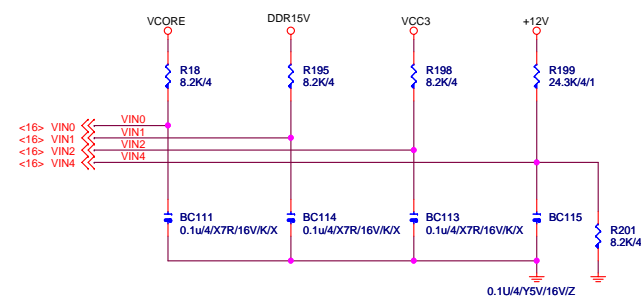 VCORE DDR15V VCC3 +12V
R18 R195 R198 R199
8.2K/4 8.2K/4 8.2K/4 24.3K/4/1
<16> VIN0 VIN0
<16> VIN1 VIN1
<16> VIN2 VIN2
<16> VIN4 VIN4
BC111 BC114 BC113 BC115
0.1u/4/X7R/16V/K/X 0.1u/4/X7R/16V/K/X 0.1u/4/X7R/16V/K/X
R201
8.2K/4
0.1U/4/Y5V/16V/Z